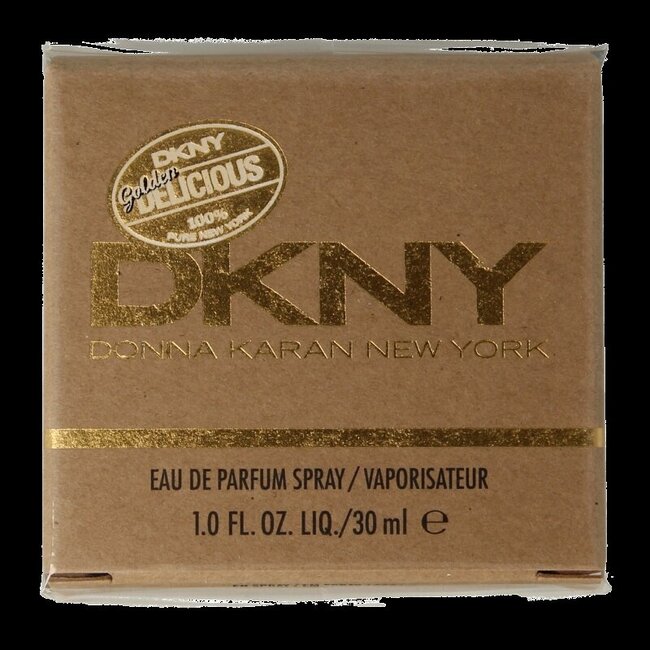 DKNY
Golden
DELICIOUS
100%
PURE NEW YORK
DKNY
DONNA KARAN NEW YORK
EAU DE PARFUM SPRAY / VAPORISATEUR
1.0 FL. OZ. LIQ./30 ml ℮